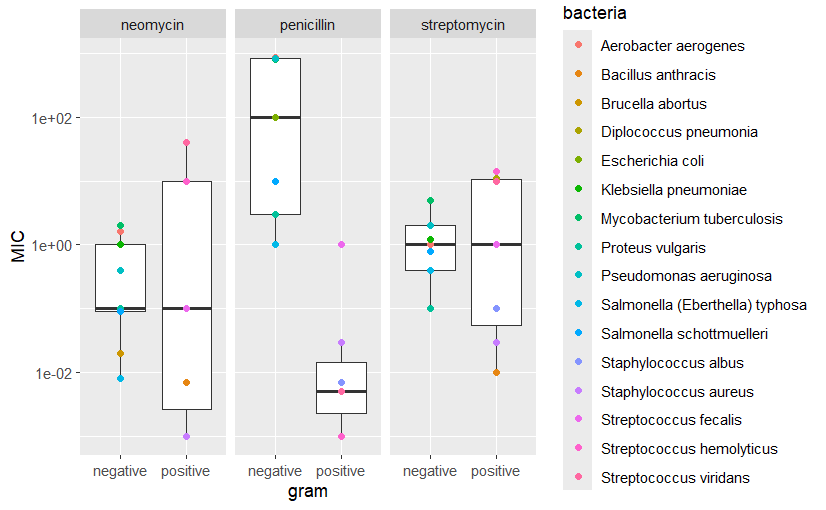 neomycin penicillin streptomycin
MIC
1e+02
1e+00
1e-02
negative positive negative positive negative positive
gram
bacteria
Aerobacter aerogenes
Bacillus anthracis
Brucella abortus
Diplococcus pneumonia
Escherichia coli
Klebsiella pneumoniae
Mycobacterium tuberculosis
Proteus vulgaris
Pseudomonas aeruginosa
Salmonella (Eberthella) typhosa
Salmonella schottmuelleri
Staphylococcus albus
Staphylococcus aureus
Streptococcus fecalis
Streptococcus hemolyticus
Streptococcus viridans